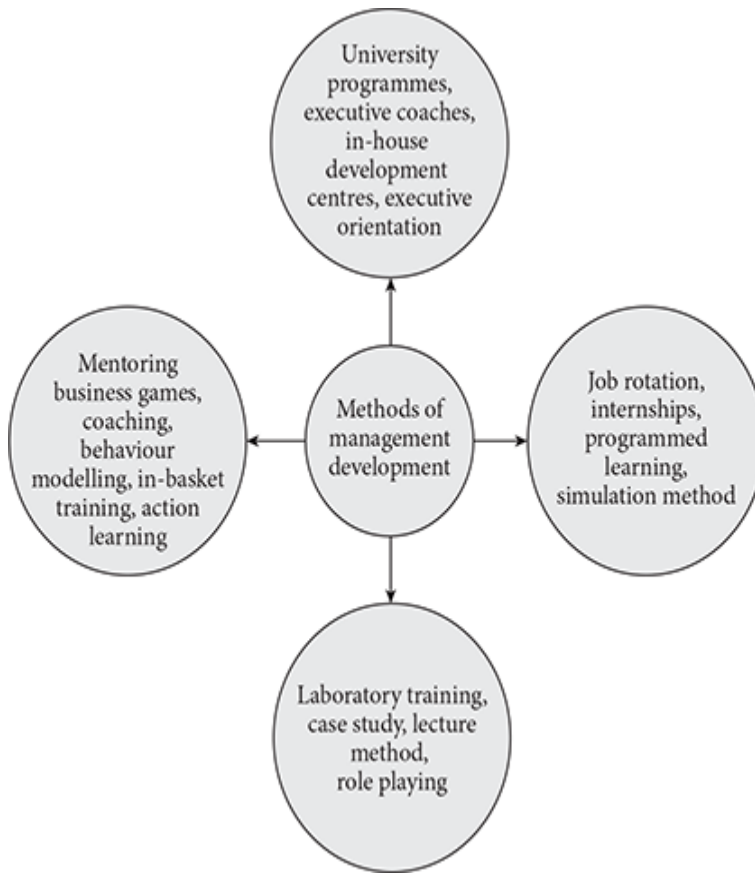 University
programmes,
executive coaches,
in-house
development
centres, executive
orientation
Mentoring
business games,
coaching,
behaviour
modelling, in-basket
training, action
learning
Methods of
management
development
Job rotation,
internships,
programmed
learning,
simulation method
Laboratory training,
case study, lecture
method,
role playing